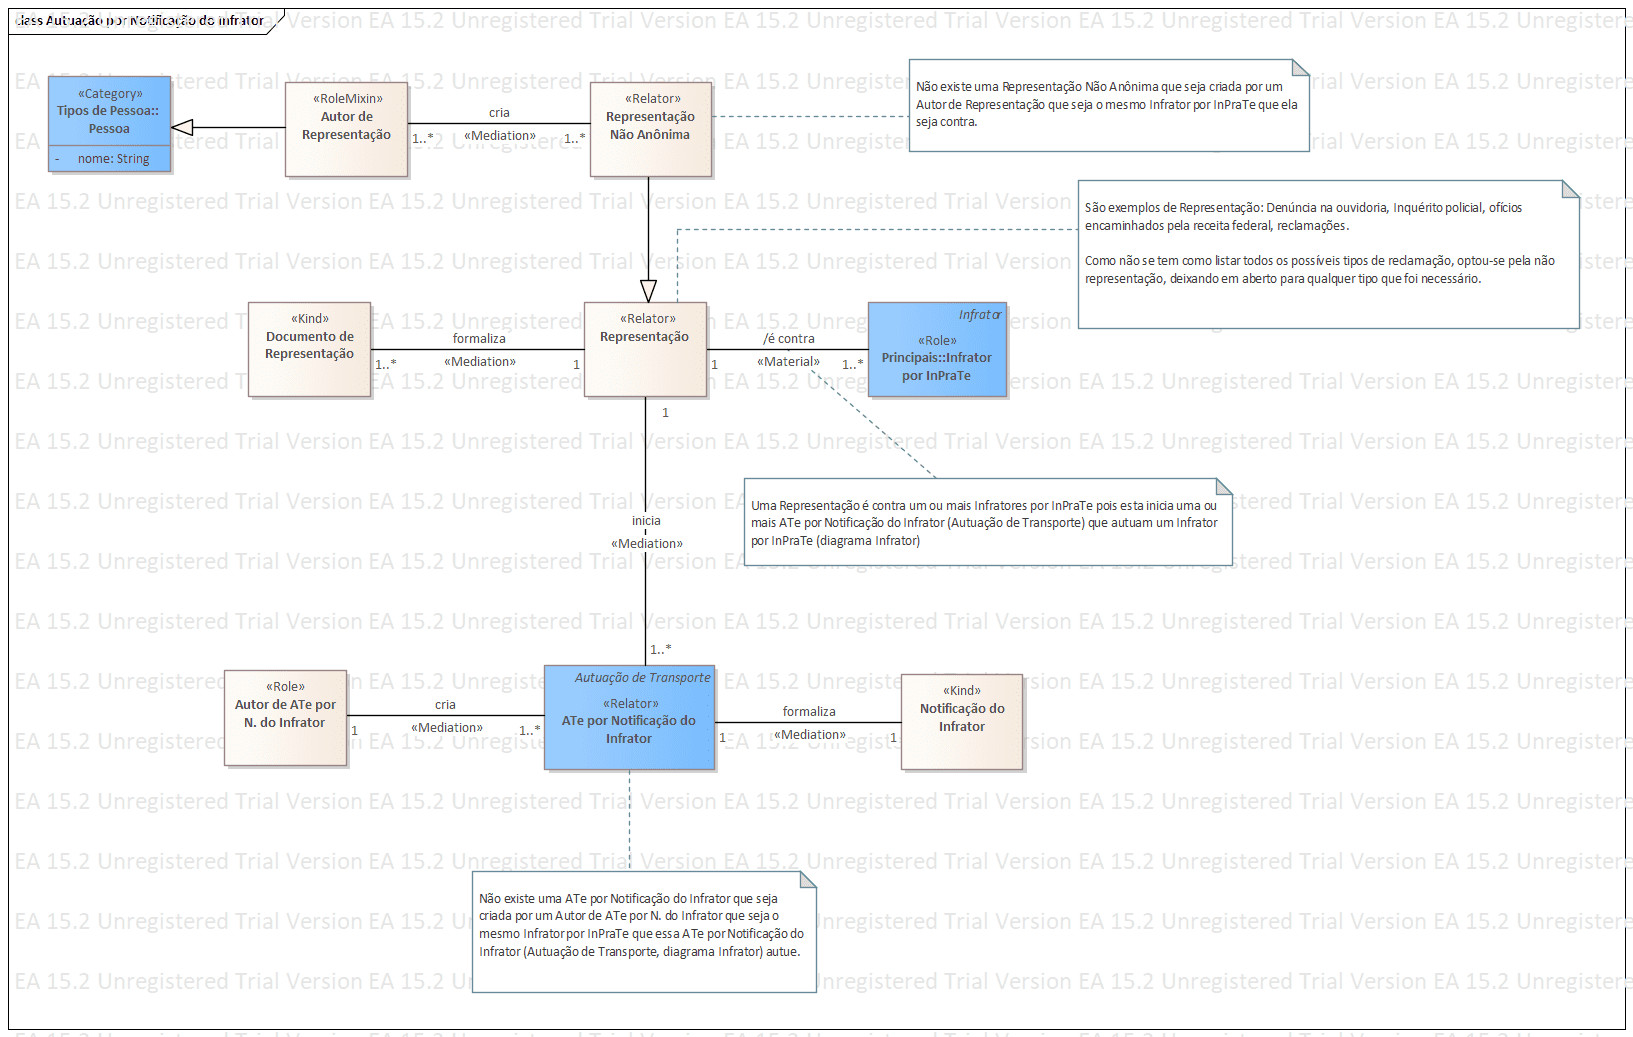 class Autuação por Notificação do Infrator
«Category»
Tipos de Pessoa::
Pessoa
- nome: String
«RoleMixin»
Autor de
Representação
cria
«Mediation»
1..*
1..*
«Relator»
Representação
Não Anônima
Não existe uma Representação Não Anônima que seja criada por um
Autor de Representação que seja o mesmo Infrator por InPraTe que ela
seja contra.
São exemplos de Representação: Denúncia na ouvidoria, Inquérito policial, ofícios
encaminhados pela receita federal, reclamações.
Como não se tem como listar todos os possíveis tipos de reclamação, optou-se pela não
representação, deixando em aberto para qualquer tipo que foi necessário.
«Kind»
Documento de
Representação
formaliza
«Mediation»
1..*
1
«Relator»
Representação
/é contra
«Material»
1
1..*
Infrator
«Role»
Principais::Infrator
por InPraTe
1
Uma Representação é contra um ou mais Infratores por InPraTe pois esta inicia uma ou
mais ATe por Notificação do Infrator (Autuação de Transporte) que autuam um Infrator
por InPraTe (diagrama Infrator)
inicia
«Mediation»
1..*
«Role»
Autor de ATe por
N. do Infrator
cria
«Mediation»
1
1..*
Autuação de Transporte
«Relator»
ATe por Notificação do
Infrator
formaliza
«Mediation»
1
1
«Kind»
Notificação do
Infrator
Não existe uma ATe por Notificação do Infrator que seja
criada por um Autor de ATe por N. do Infrator que seja o
mesmo Infrator por InPraTe que essa ATe por Notificação do
Infrator (Autuação de Transporte, diagrama Infrator) autue.
EA 15.2 Unregistered Trial Version